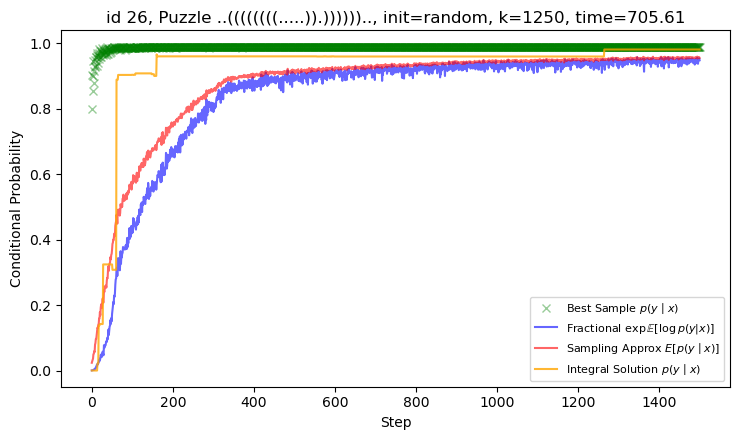 id 26, Puzzle ..((((((((.....)).)))))).., init=random, k=1250, time=705.61
1.0
0.8
0.6
0.4
0.2
0.0
Conditional Probability
0 200 400 600 800 1000 1200 1400
Step
Best Sample p(y | x)
Fractional exp 𝔼[log p(y|x)]
Sampling Approx E[p(y | x)]
Integral Solution p(y | x)